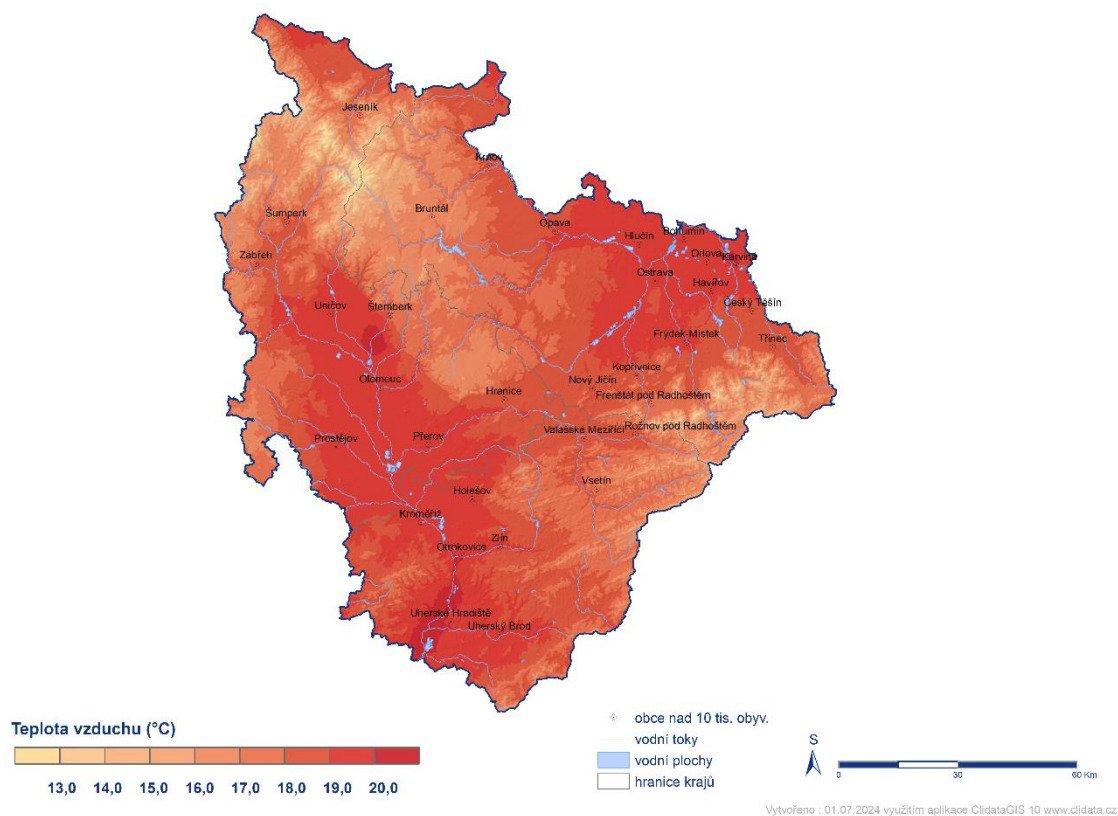 Jeseník
Krnov
Šumperk
Bruntál
Opava
Hlučín
Bohumín
Zábřeh
Orlová
Karviná
Ostrava
Havířov
Český Těšín
Uničov
Šternberk
Frýdek-Místek
Třinec
Kopřivnice
Olomouc
Hranice
Nový Jičín
Frenštát pod Radhoštěm
Prostějov
Přerov
Valašské Meziříčí
Rožnov pod Radhoštěm
Vsetín
Holešov
Kroměříž
Zlín
Otrokovice
Uherské Hradiště
Uherský Brod
Teplota vzduchu (°C)
13,0 14,0 15,0 16,0 17,0 18,0 19,0 20,0
obce nad 10 tis. obyv.
vodní toky
vodní plochy
hranice krajů
S
0 30 60 Km
Vytvořeno : 01.07.2024 využitím aplikace ClidataGIS 10 www.clidata.cz